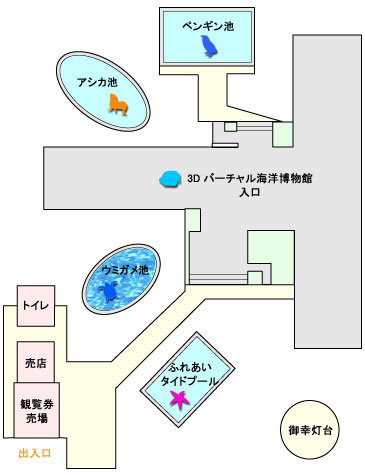 ペンギン池
アシカ池
3D バーチャル海洋博物館
入口
ウミガメ池
トイレ
売店
ふれあい
タイドプール
観覧券
売場
御幸灯台
出入口